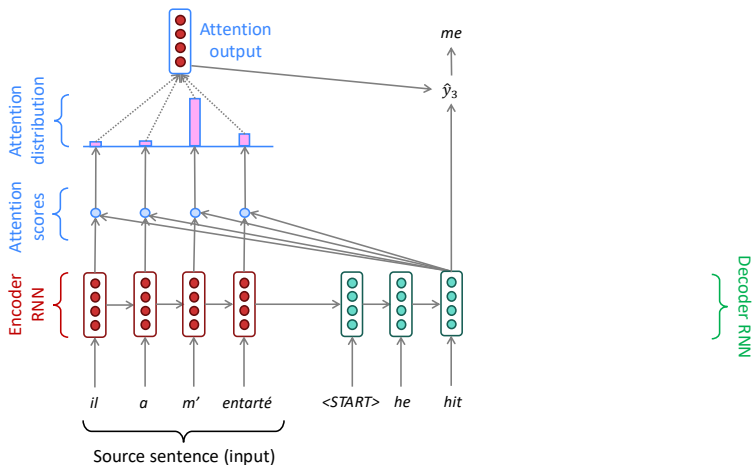 Attention
output
me
ŷ₃
Attention
distribution
Attention
scores
Encoder
RNN
Decoder RNN
il a m’ entarté <START> he hit
Source sentence (input)